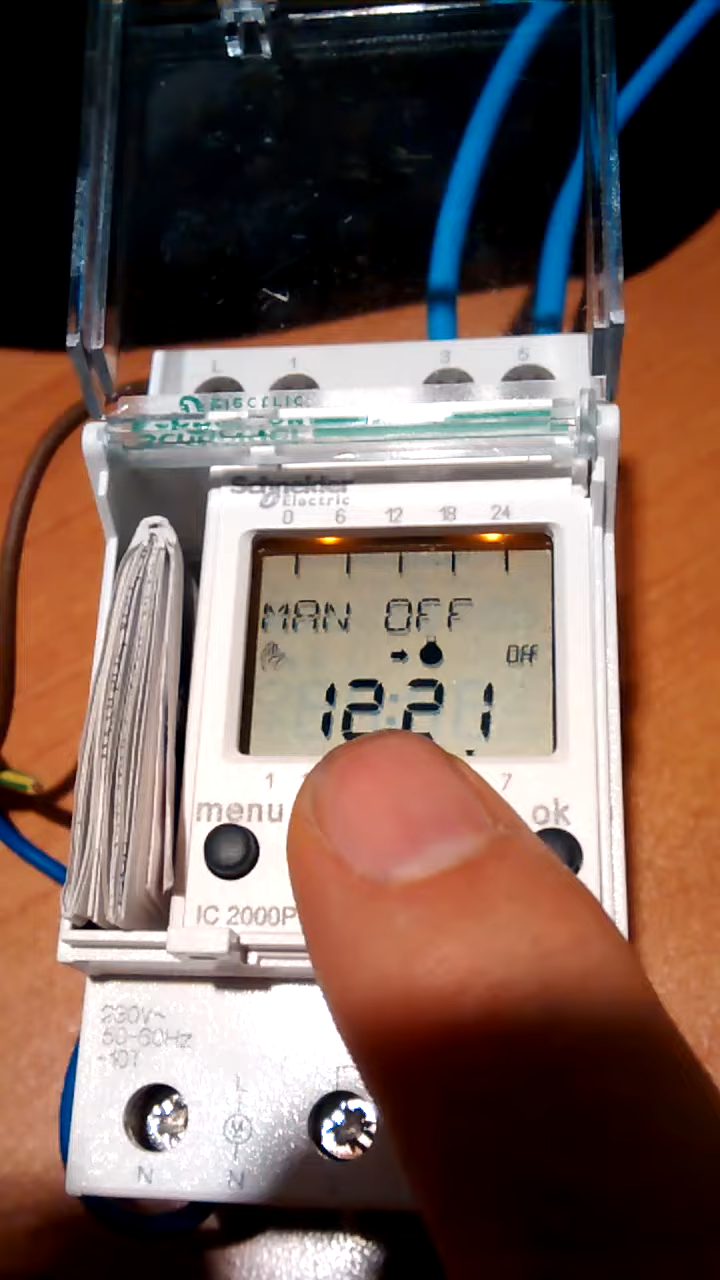 L 1 3 5
Schneider
Electric
0 6 12 18 24
MAN OFF
OFF
12:21
1 7
menu ok
IC 2000P
230V~
50-60Hz
L
M
N N